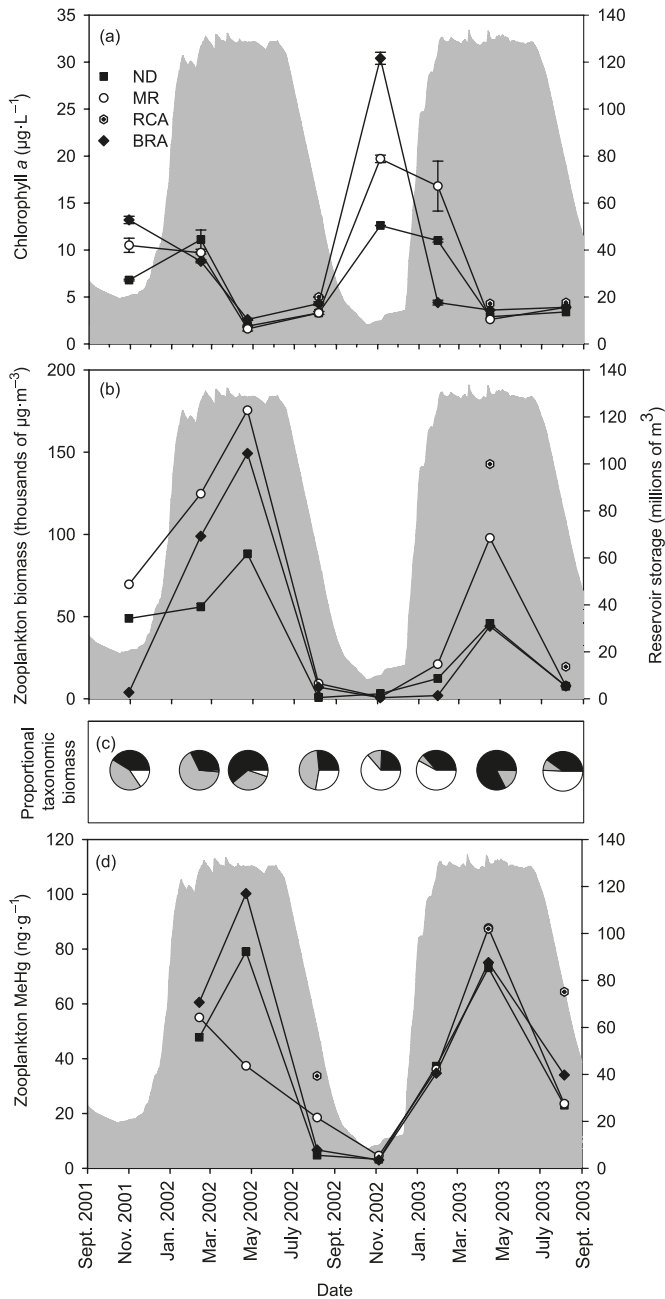 (a)
35
30
25
20
15
10
5
0
Chlorophyll a (µg·L⁻¹)
ND
MR
RCA
BRA
140
120
100
80
60
40
20
0
(b)
200
150
100
50
0
Zooplankton biomass (thousands of µg·m⁻³)
140
120
100
80
60
40
20
0
Reservoir storage (millions of m³)
(c)
Proportional
taxonomic
biomass
(d)
120
100
80
60
40
20
0
Zooplankton MeHg (ng·g⁻¹)
140
120
100
80
60
40
20
0
Sept. 2001
Nov. 2001
Jan. 2002
Mar. 2002
May 2002
July 2002
Sept. 2002
Nov. 2002
Jan. 2003
Mar. 2003
May 2003
July 2003
Sept. 2003
Date